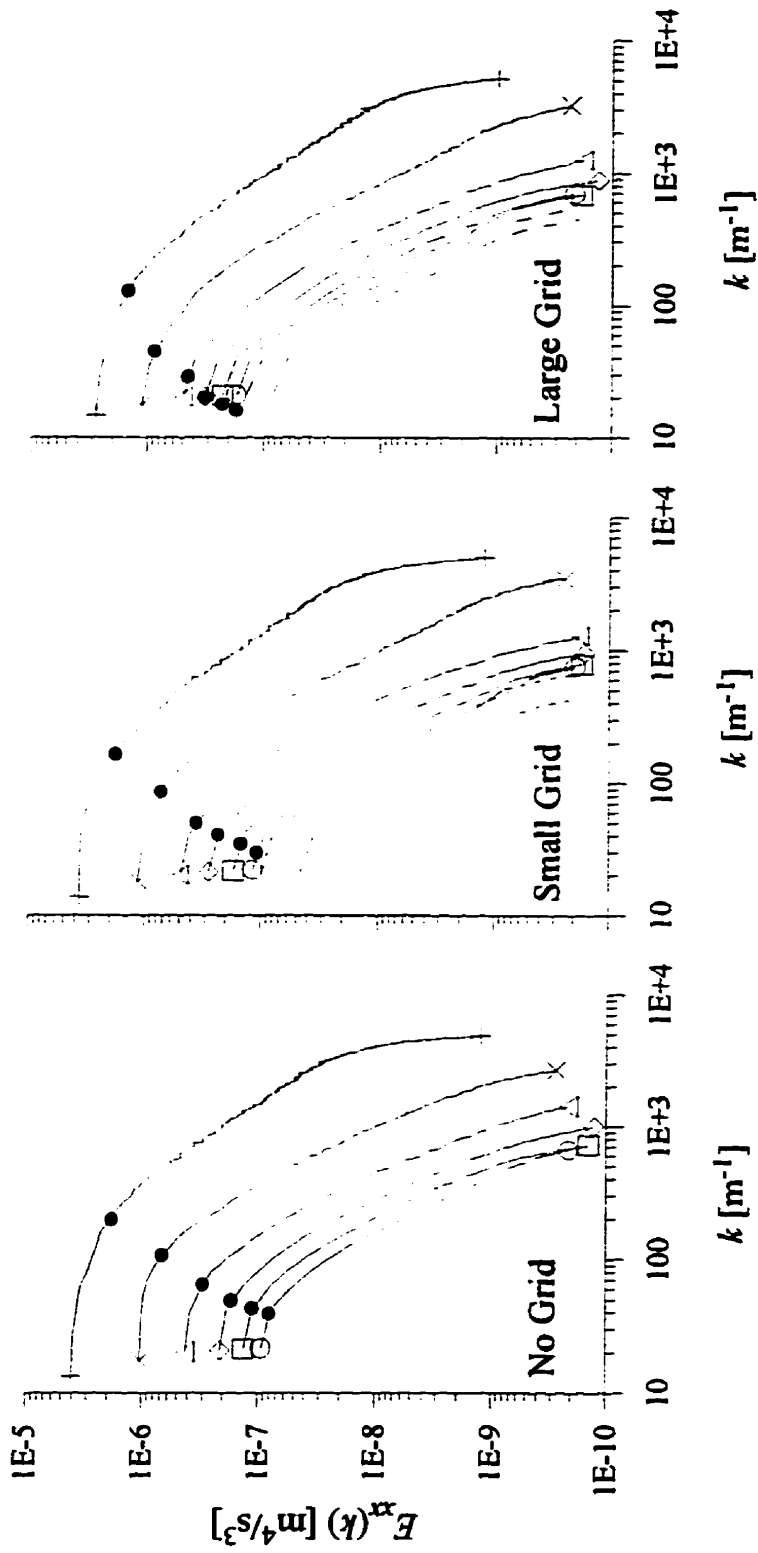 E_xx(k) [m⁴/s³]
1E-5
1E-6
1E-7
1E-8
1E-9
1E-10
No Grid
10
100
1E+3
1E+4
k [m⁻¹]
Small Grid
10
100
1E+3
1E+4
k [m⁻¹]
Large Grid
10
100
1E+3
1E+4
k [m⁻¹]